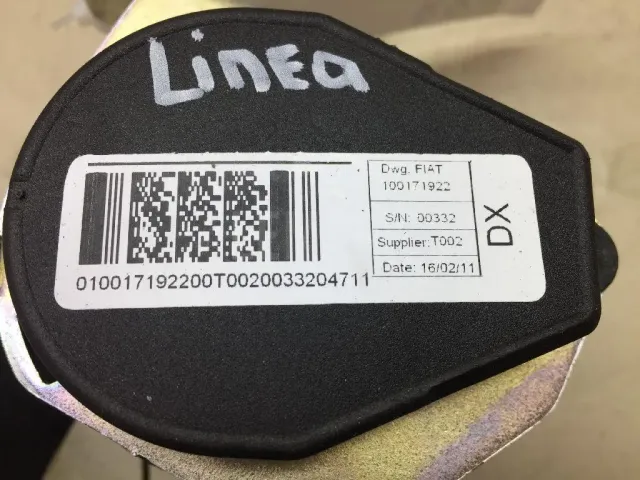 LinEa
Dwg. FIAT
100171922
S/N: 00332
Supplier: T002
Date: 16/02/11
DX
010017192200T0020033204711